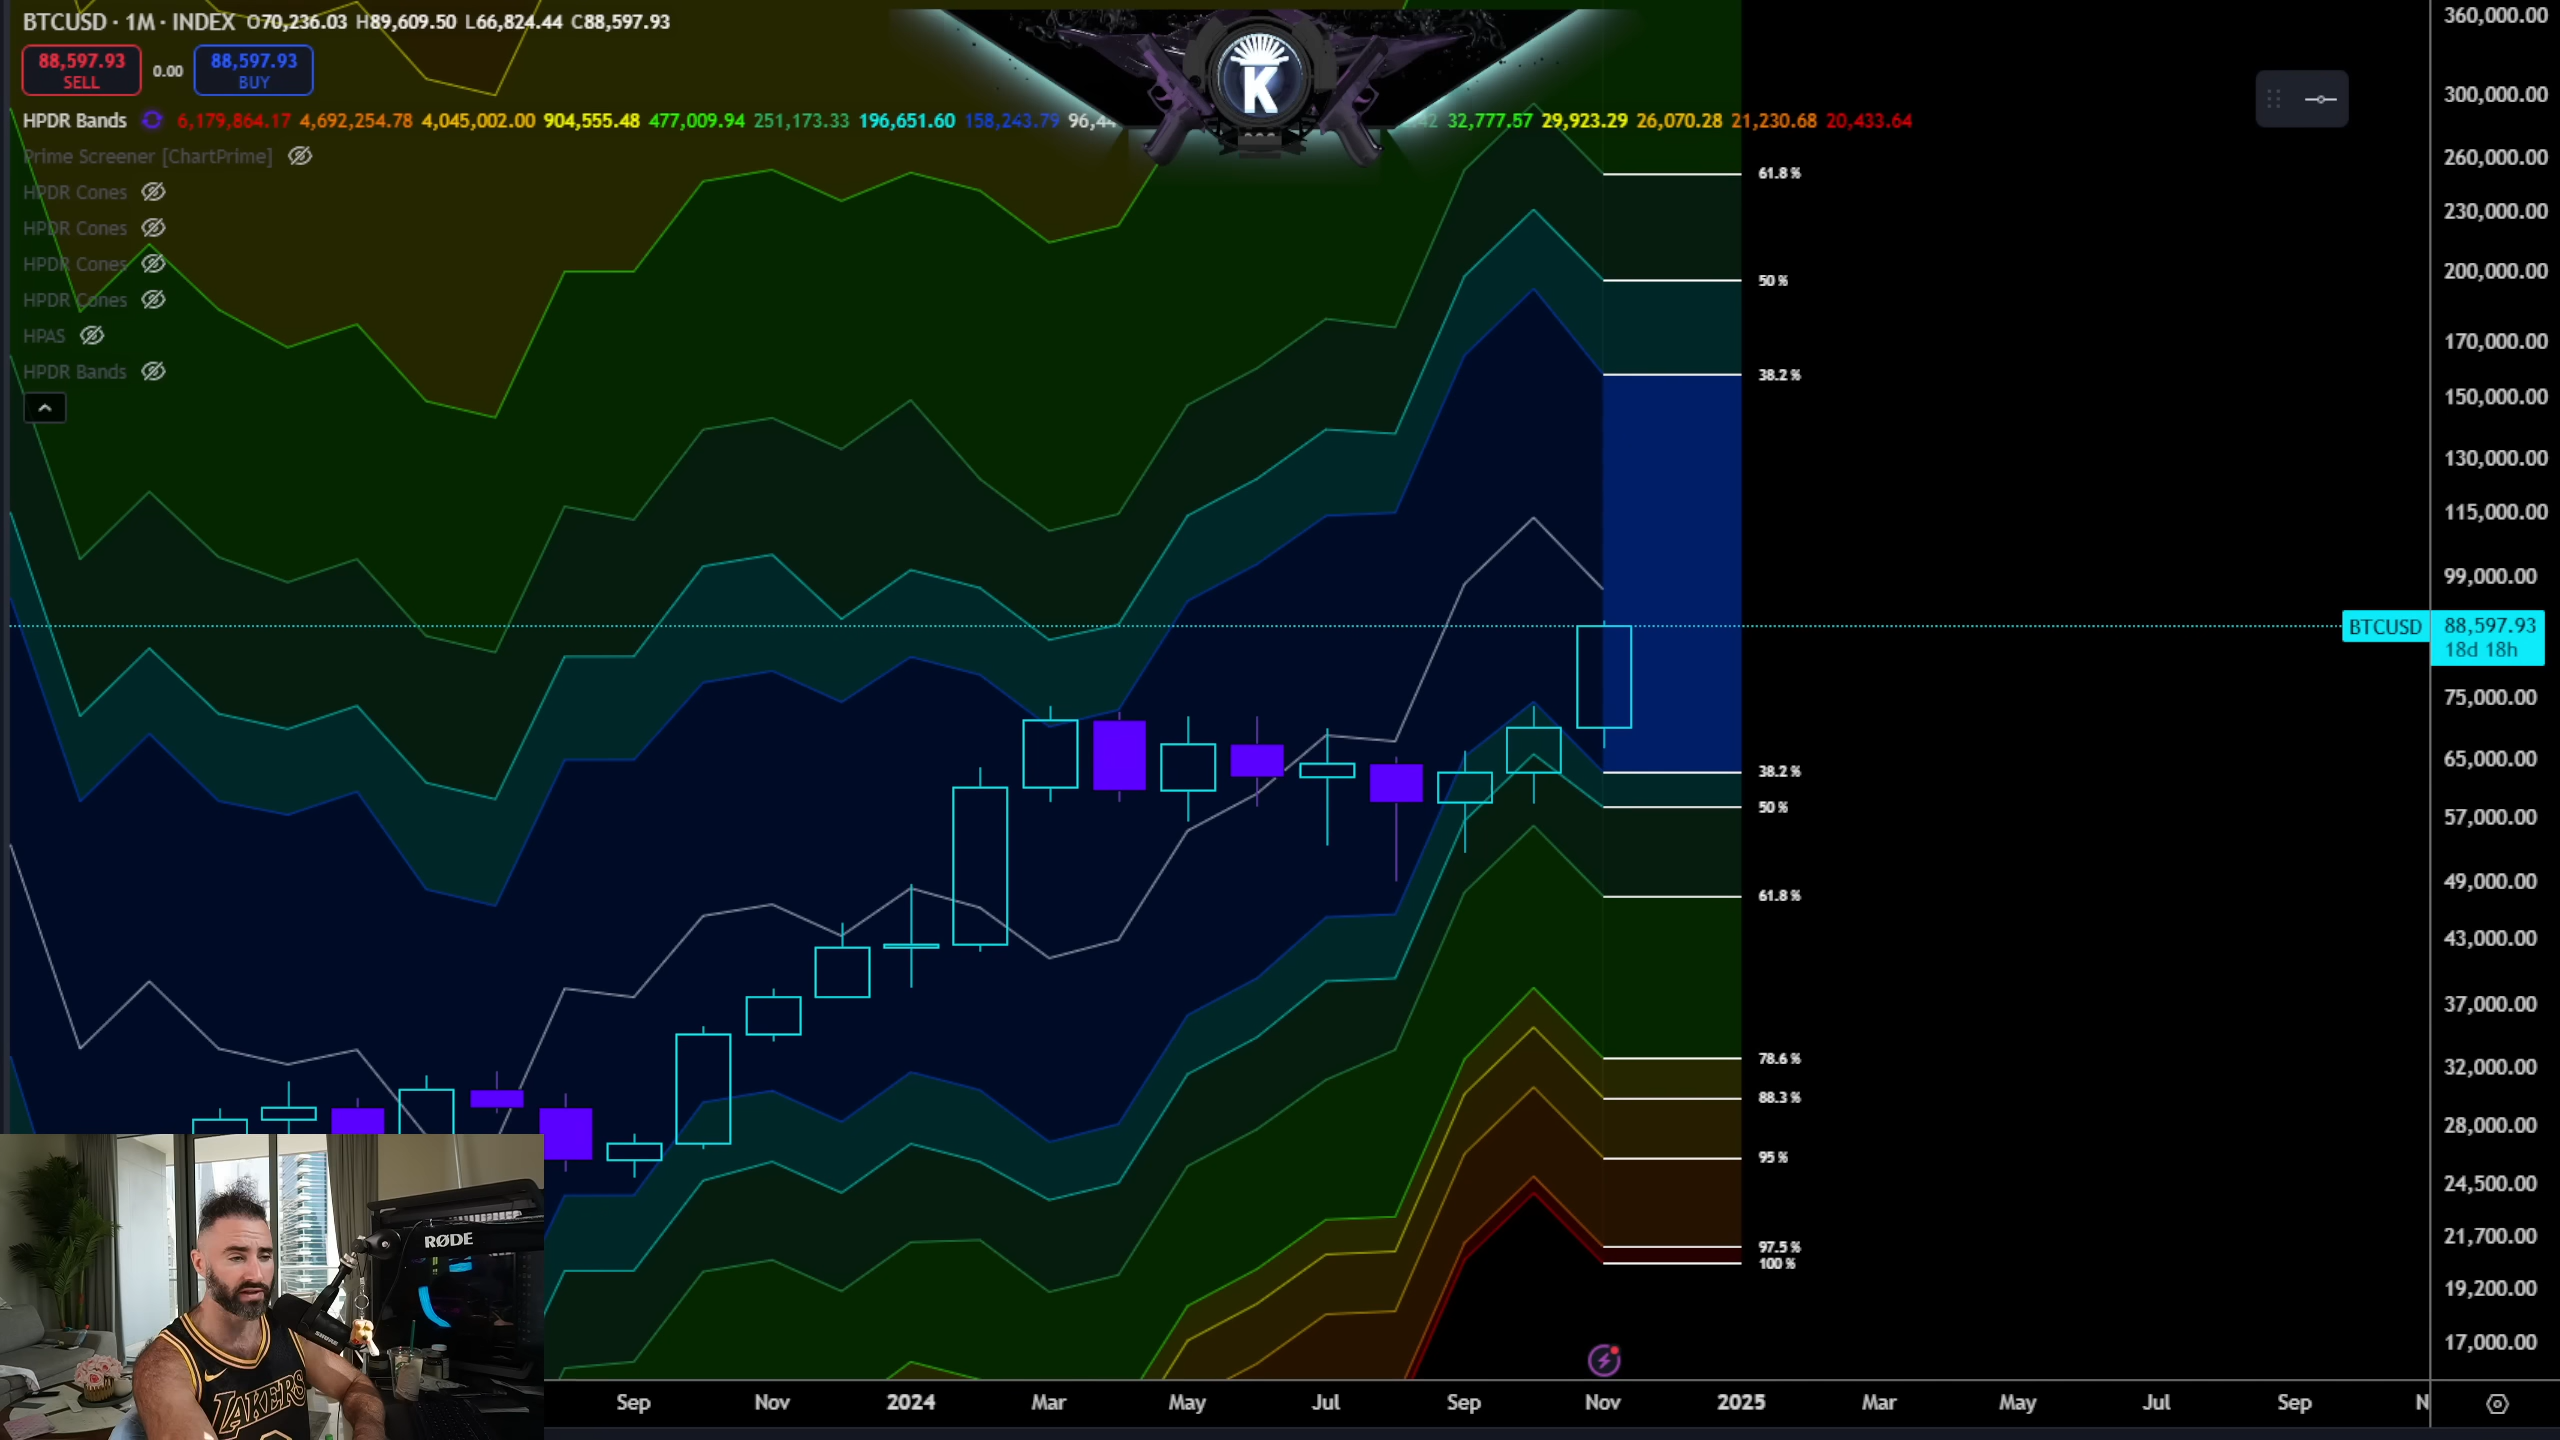 BTCUSD · 1M · INDEX O70,236.03 H89,609.50 L66,824.44 C88,597.93
88,597.93 SELL 0.00 88,597.93 BUY
HPDR Bands 6,179,864.17 4,692,254.78 4,045,002.00 904,555.48 477,009.94 251,173.33 196,651.60 158,243.79 32,777.57 29,923.29 26,070.28 21,230.68 20,433.64
K
Prime Screener [ChartPrime]
HPDR Cones
HPDR Cones
HPDR Cones
HPDR Cones
HPAS
HPDR Bands
61.8 %
50 %
38.2 %
38.2 %
50 %
61.8 %
78.6 %
88.3 %
95 %
97.5 %
100 %
360,000.00
300,000.00
260,000.00
230,000.00
200,000.00
170,000.00
150,000.00
130,000.00
115,000.00
99,000.00
BTCUSD 88,597.93
18d 18h
75,000.00
65,000.00
57,000.00
49,000.00
43,000.00
37,000.00
32,000.00
28,000.00
24,500.00
21,700.00
19,200.00
17,000.00
RØDE
LAKERS
Sep Nov 2024 Mar May Jul Sep Nov 2025 Mar May Jul Sep N